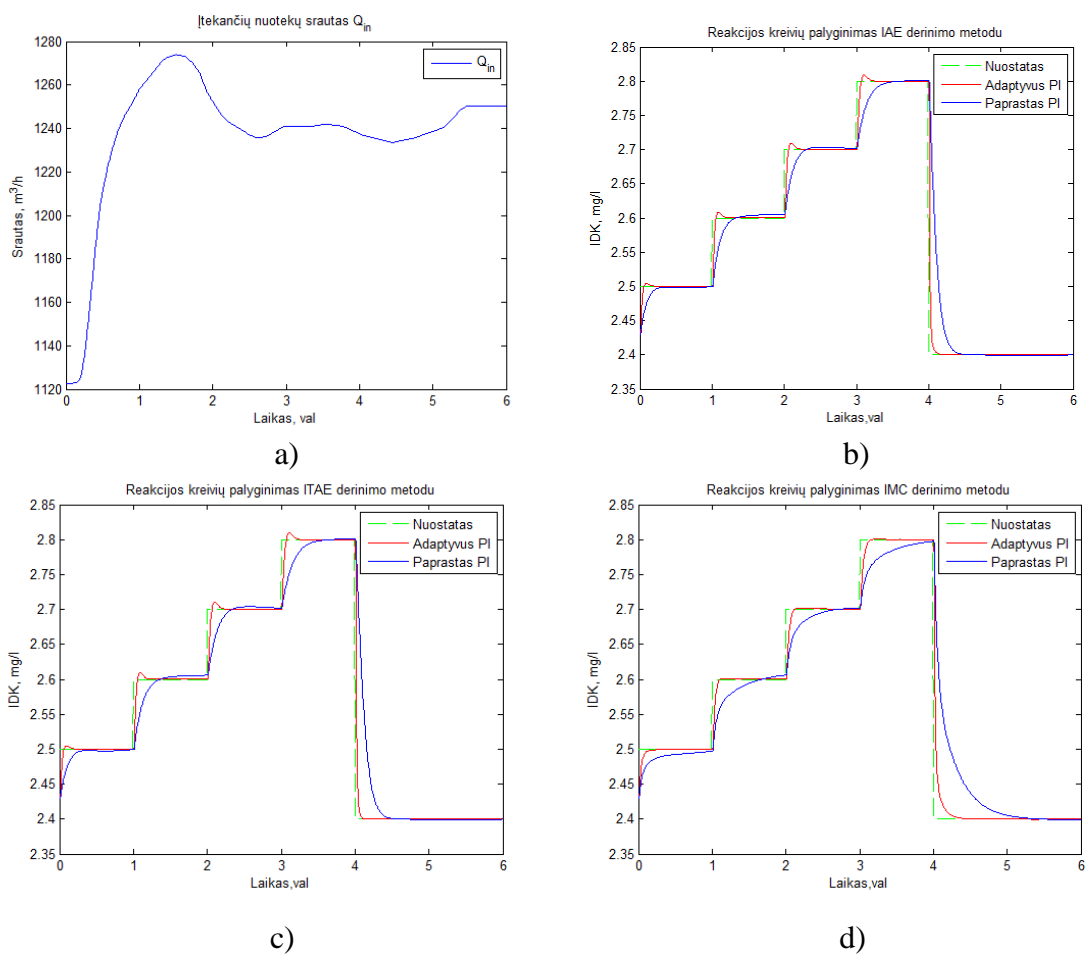 Įtekančių nuotekų srautas Q_in
1280
1260
1240
1220
1200
1180
1160
1140
1120
Srautas, m³/h
0 1 2 3 4 5 6
Laikas, val
Q_in
a)
Reakcijos kreivių palyginimas IAE derinimo metodu
2.85
2.8
2.75
2.7
2.65
2.6
2.55
2.5
2.45
2.4
2.35
IDK, mg/l
0 1 2 3 4 5 6
Laikas,val
Nuostatas
Adaptyvus PI
Paprastas PI
b)
Reakcijos kreivių palyginimas ITAE derinimo metodu
2.85
2.8
2.75
2.7
2.65
2.6
2.55
2.5
2.45
2.4
2.35
IDK, mg/l
0 1 2 3 4 5 6
Laikas,val
Nuostatas
Adaptyvus PI
Paprastas PI
c)
Reakcijos kreivių palyginimas IMC derinimo metodu
2.85
2.8
2.75
2.7
2.65
2.6
2.55
2.5
2.45
2.4
2.35
IDK, mg/l
0 1 2 3 4 5 6
Laikas,val
Nuostatas
Adaptyvus PI
Paprastas PI
d)